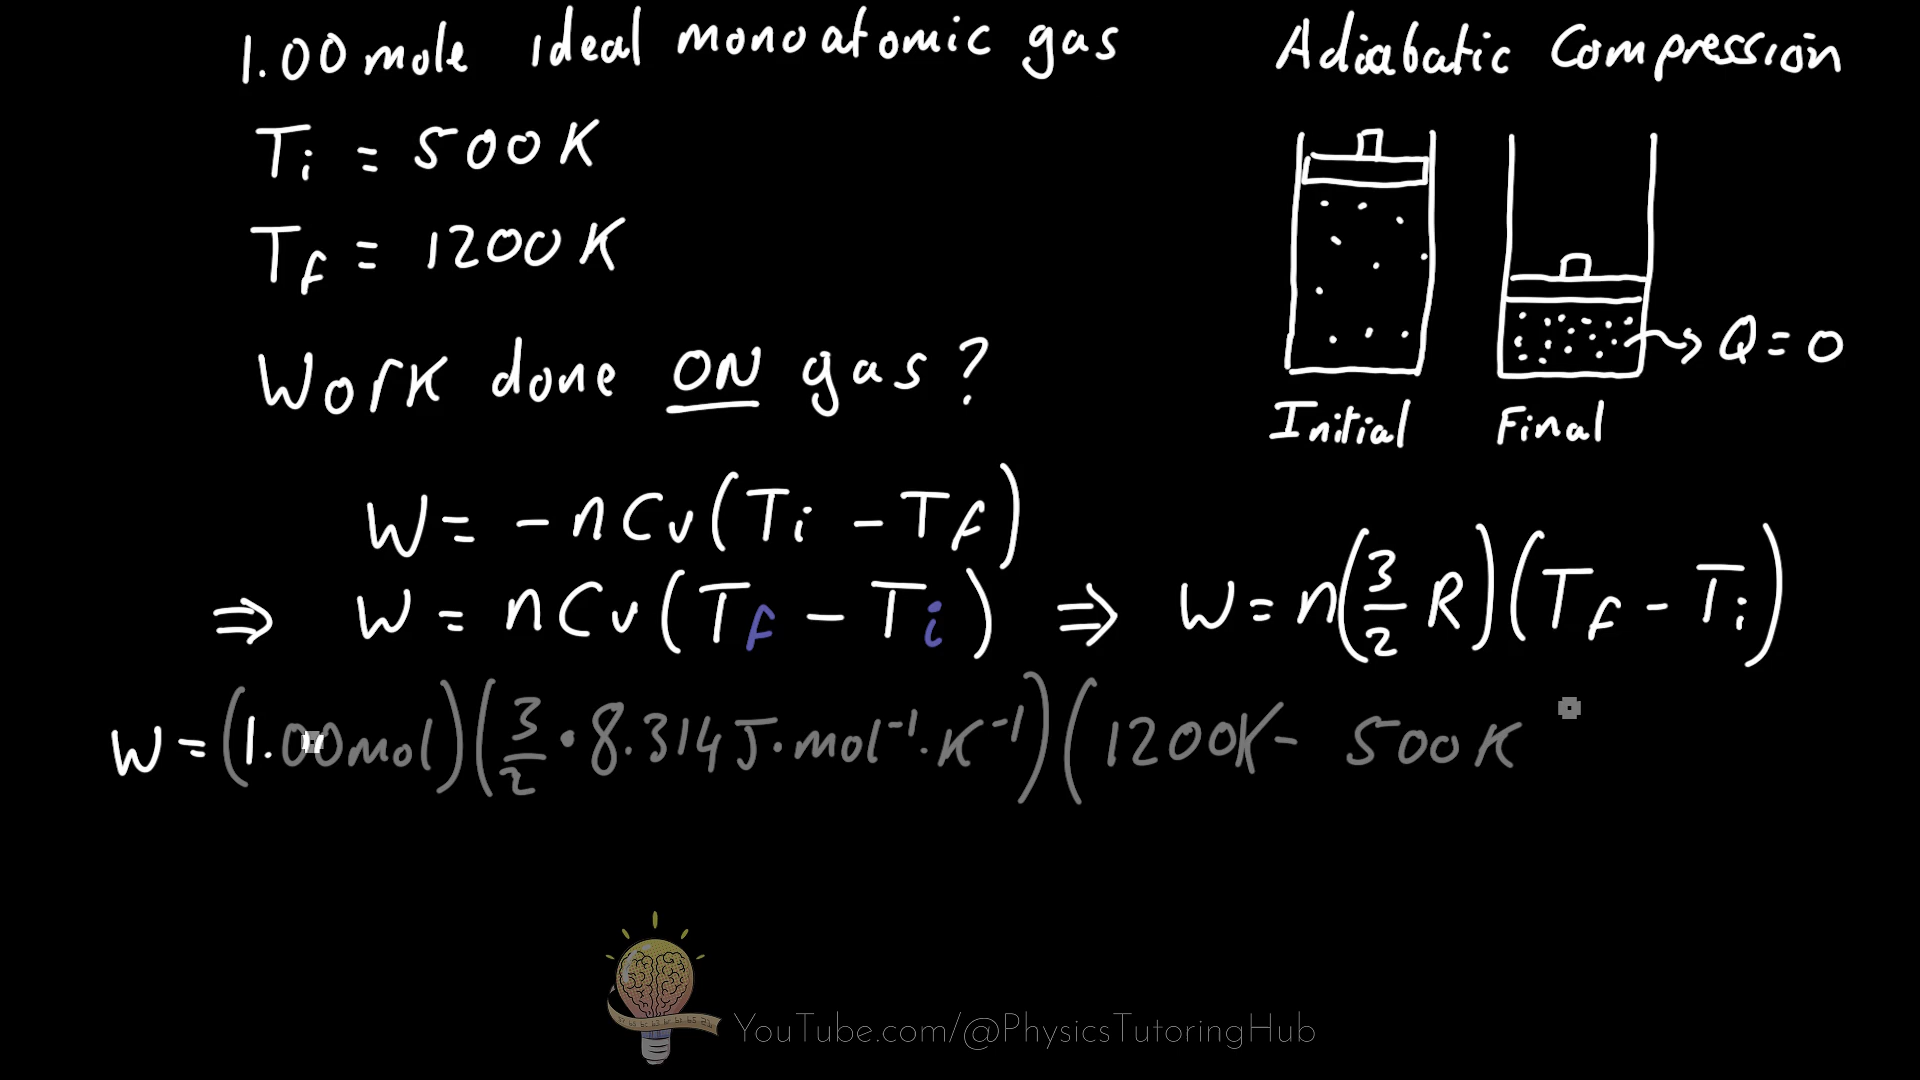 1.00 mole ideal monoatomic gas
Adiabatic Compression
Ti = 500 K
Tf = 1200 K
Work done ON gas?
Q = 0
Initial
Final
W = - n Cv (Ti - Tf)
⇒ W = n Cv (Tf - Ti) ⇒ W = n(3/2 R)(Tf - Ti)
W = (1.00 mol)(3/2 · 8.314 J · mol⁻¹ · K⁻¹)(1200K - 500K
YouTube.com/@PhysicsTutoringHub